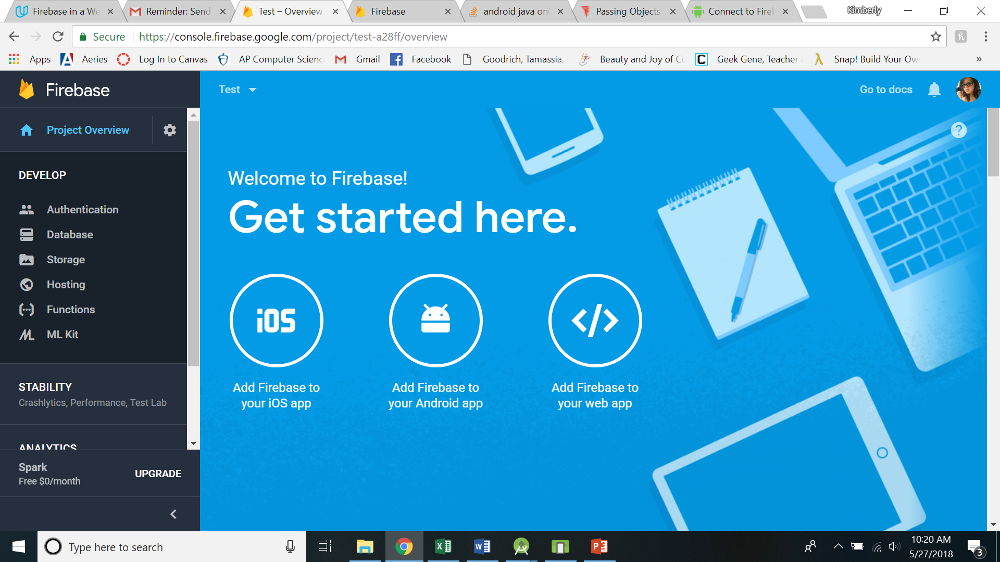 Firebase in a We
Reminder: Send
Test – Overview
Firebase
android java on
Passing Objects
Connect to Fire
Kimberly
Secure
https://console.firebase.google.com/project/test-a28ff/overview
Apps
Aeries
Log In to Canvas
AP Computer Scienc
Gmail
Facebook
Goodrich, Tamassia,
Beauty and Joy of Co
Geek Gene, Teacher
Snap! Build Your Ow
»
Firebase
Test
Go to docs
Project Overview
?
DEVELOP
Authentication
Database
Storage
Hosting
Functions
ML Kit
STABILITY
Crashlytics, Performance, Test Lab
ANALYTICS
Spark
Free $0/month
UPGRADE
Welcome to Firebase!
Get started here.
iOS
</>
Add Firebase to
your iOS app
Add Firebase to
your Android app
Add Firebase to
your web app
Type here to search
10:20 AM
5/27/2018
3